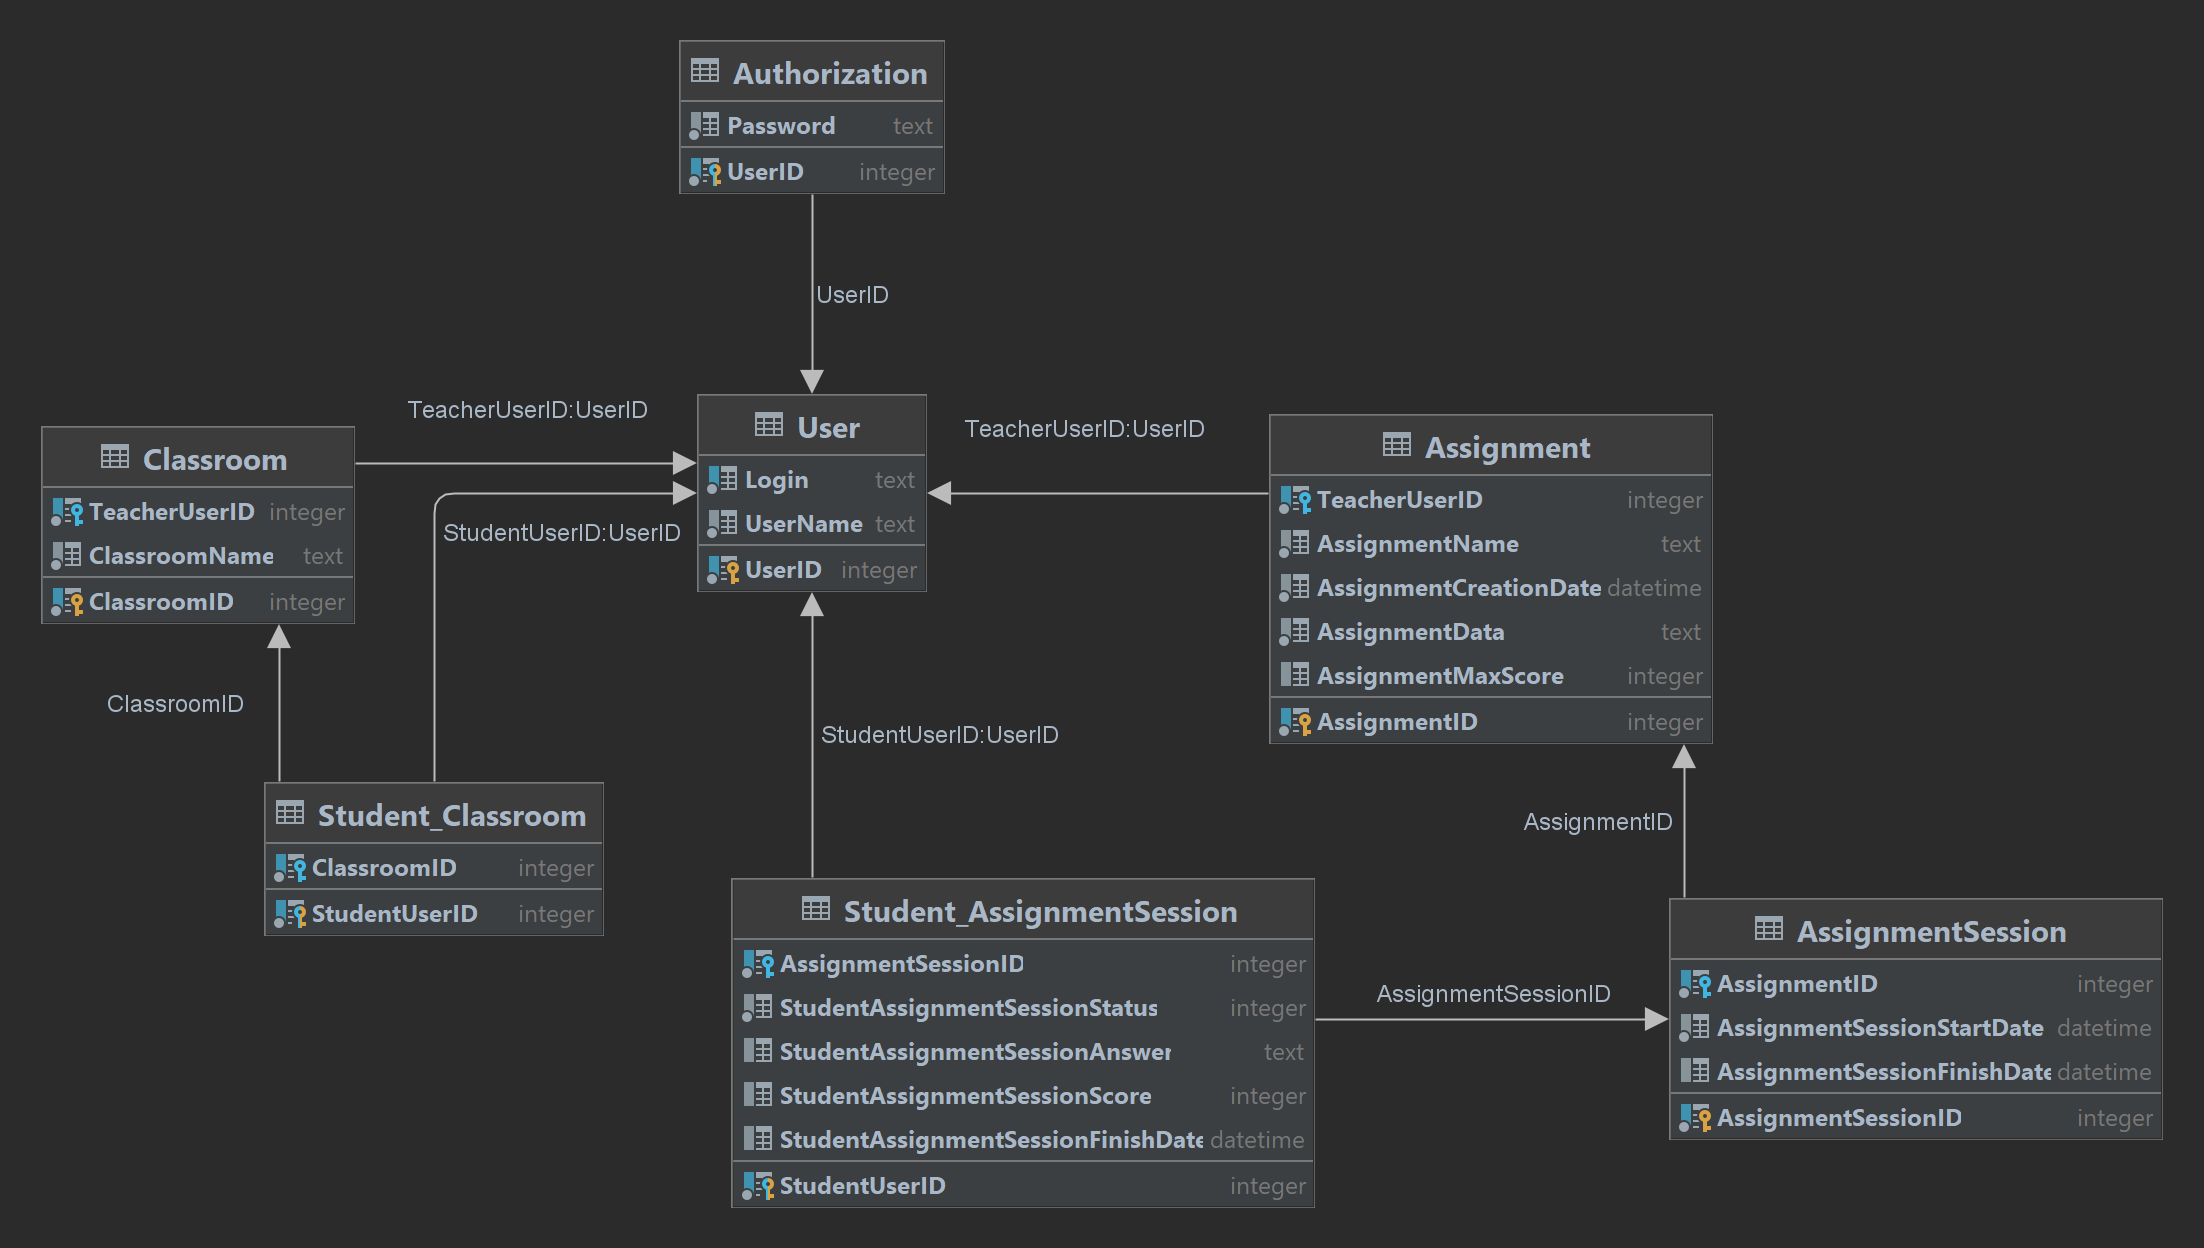 Authorization
Password text
UserID integer
UserID
TeacherUserID:UserID
StudentUserID:UserID
TeacherUserID:UserID
Classroom
TeacherUserID integer
ClassroomName text
ClassroomID integer
User
Login text
UserName text
UserID integer
Assignment
TeacherUserID integer
AssignmentName text
AssignmentCreationDate datetime
AssignmentData text
AssignmentMaxScore integer
AssignmentID integer
ClassroomID
StudentUserID:UserID
AssignmentID
Student_Classroom
ClassroomID integer
StudentUserID integer
Student_AssignmentSession
AssignmentSessionID integer
StudentAssignmentSessionStatus integer
StudentAssignmentSessionAnswer text
StudentAssignmentSessionScore integer
StudentAssignmentSessionFinishDate datetime
StudentUserID integer
AssignmentSessionID
AssignmentSession
AssignmentID integer
AssignmentSessionStartDate datetime
AssignmentSessionFinishDate datetime
AssignmentSessionID integer